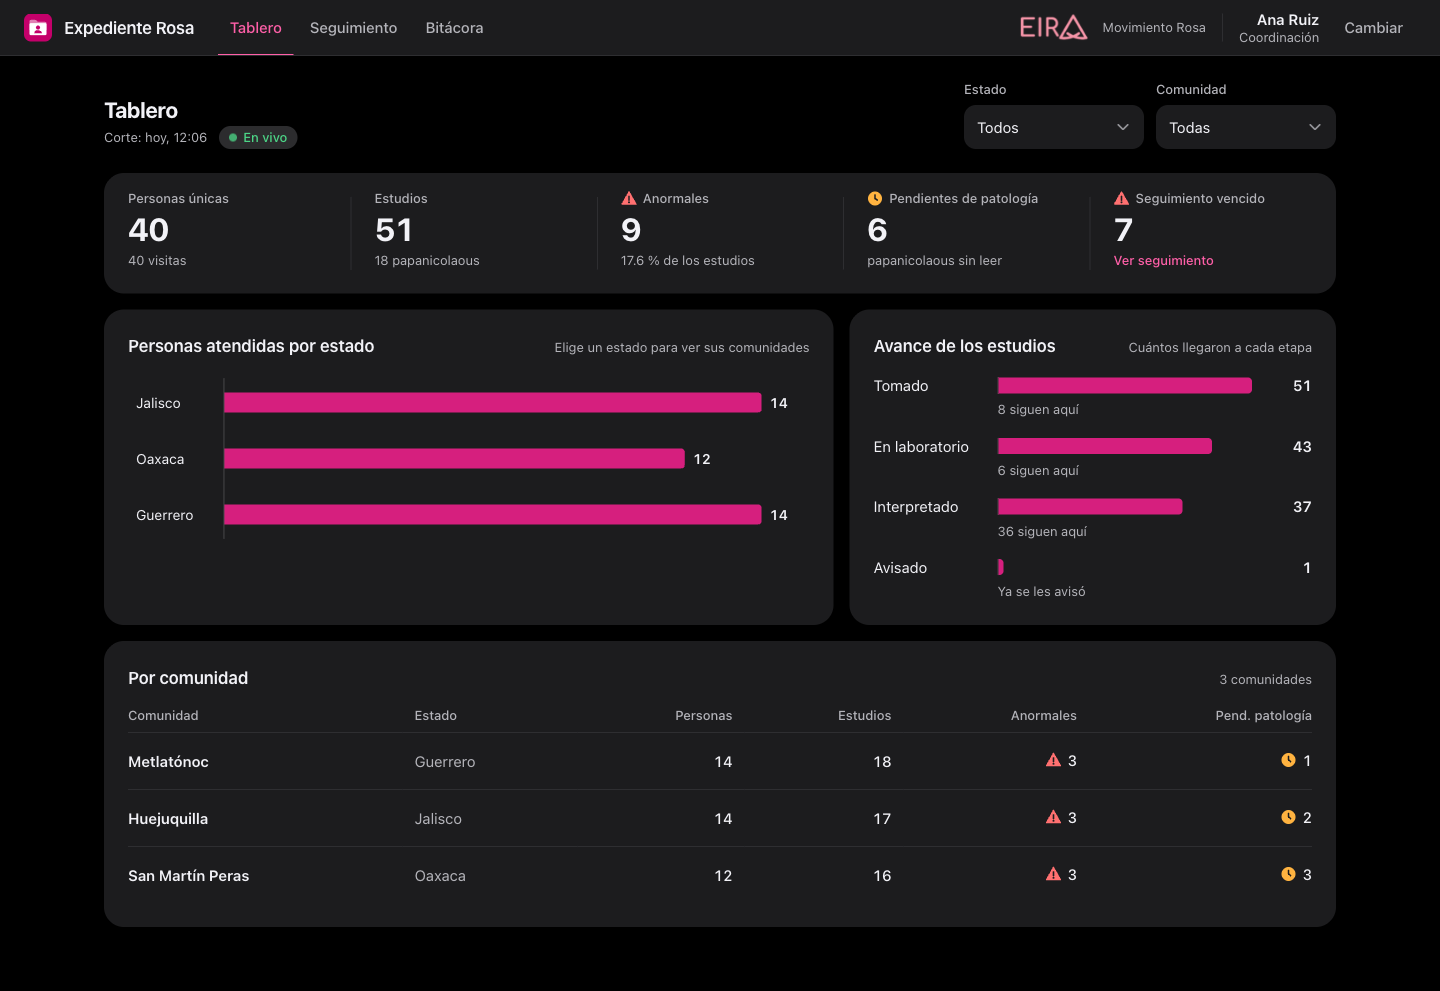 Expediente Rosa
Tablero
Seguimiento
Bitácora
EIRA
Movimiento Rosa
Ana Ruiz
Coordinación
Cambiar
Tablero
Corte: hoy, 12:06
En vivo
Estado
Todos
Comunidad
Todas
Personas únicas
40
40 visitas
Estudios
51
18 papanicolaous
Anormales
9
17.6 % de los estudios
Pendientes de patología
6
papanicolaous sin leer
Seguimiento vencido
7
Ver seguimiento
Personas atendidas por estado
Elige un estado para ver sus comunidades
Jalisco 14
Oaxaca 12
Guerrero 14
Avance de los estudios
Cuántos llegaron a cada etapa
Tomado 51
8 siguen aquí
En laboratorio 43
6 siguen aquí
Interpretado 37
36 siguen aquí
Avisado 1
Ya se les avisó
Por comunidad
3 comunidades
Comunidad Estado Personas Estudios Anormales Pend. patología
Metlatónoc Guerrero 14 18 3 1
Huejuquilla Jalisco 14 17 3 2
San Martín Peras Oaxaca 12 16 3 3